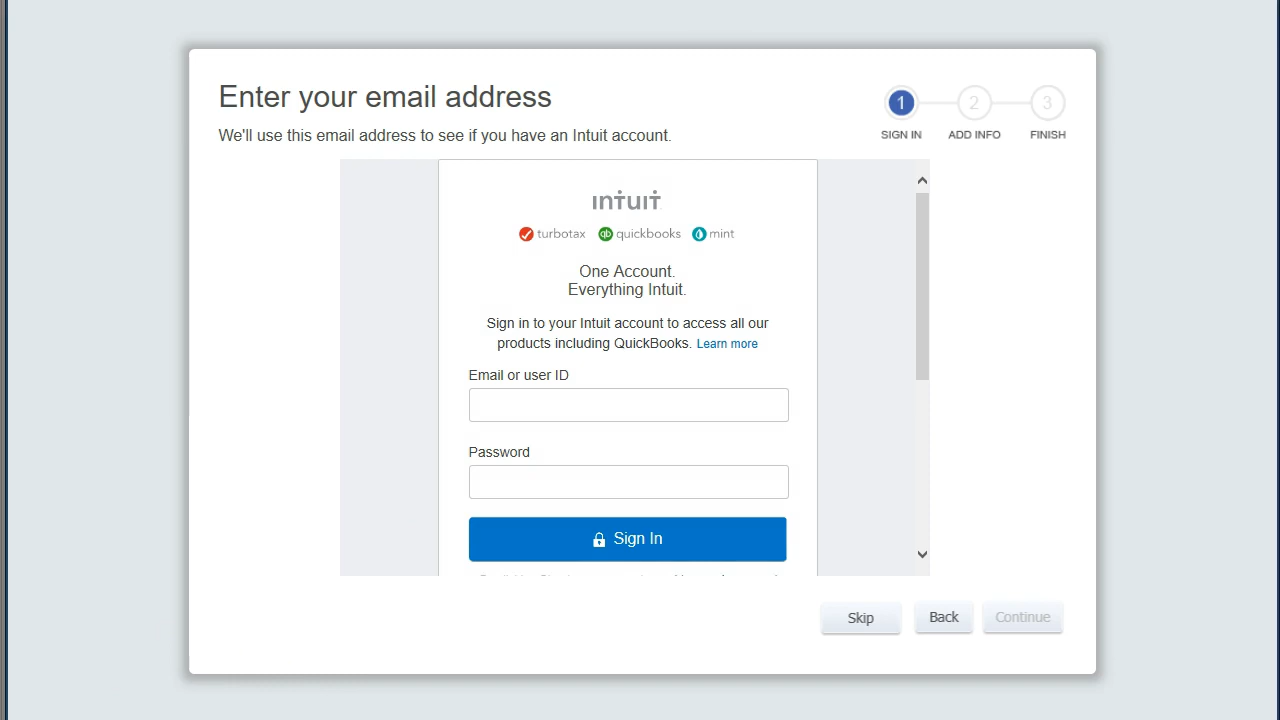 Enter your email address
We'll use this email address to see if you have an Intuit account.
1
2
3
SIGN IN
ADD INFO
FINISH
intuit
turbotax
qb quickbooks
mint
One Account.
Everything Intuit.
Sign in to your Intuit account to access all our
products including QuickBooks. Learn more
Email or user ID
Password
Sign In
Skip
Back
Continue